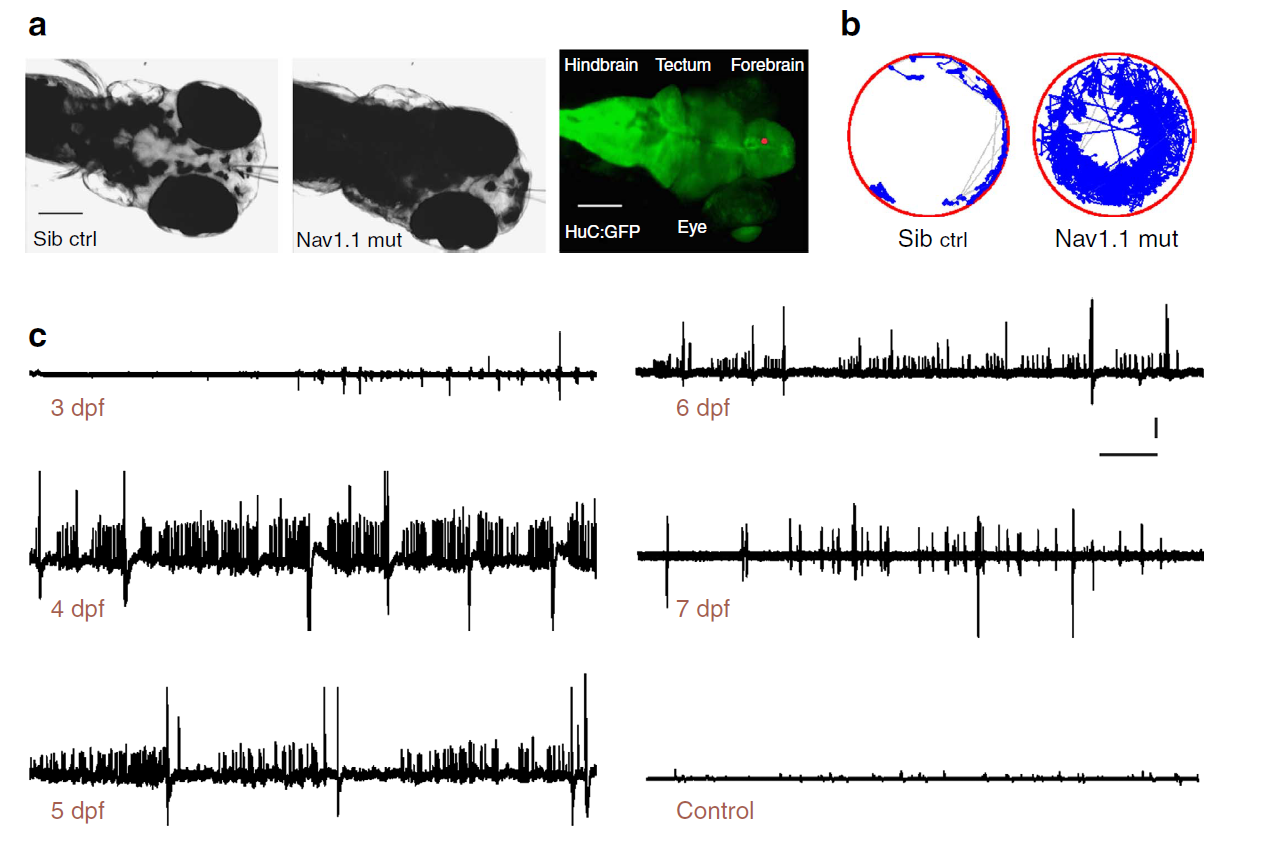 a
b
Sib ctrl
Nav1.1 mut
Hindbrain Tectum Forebrain
Eye
HuC:GFP
Sib ctrl
Nav1.1 mut
c
3 dpf
6 dpf
4 dpf
7 dpf
5 dpf
Control